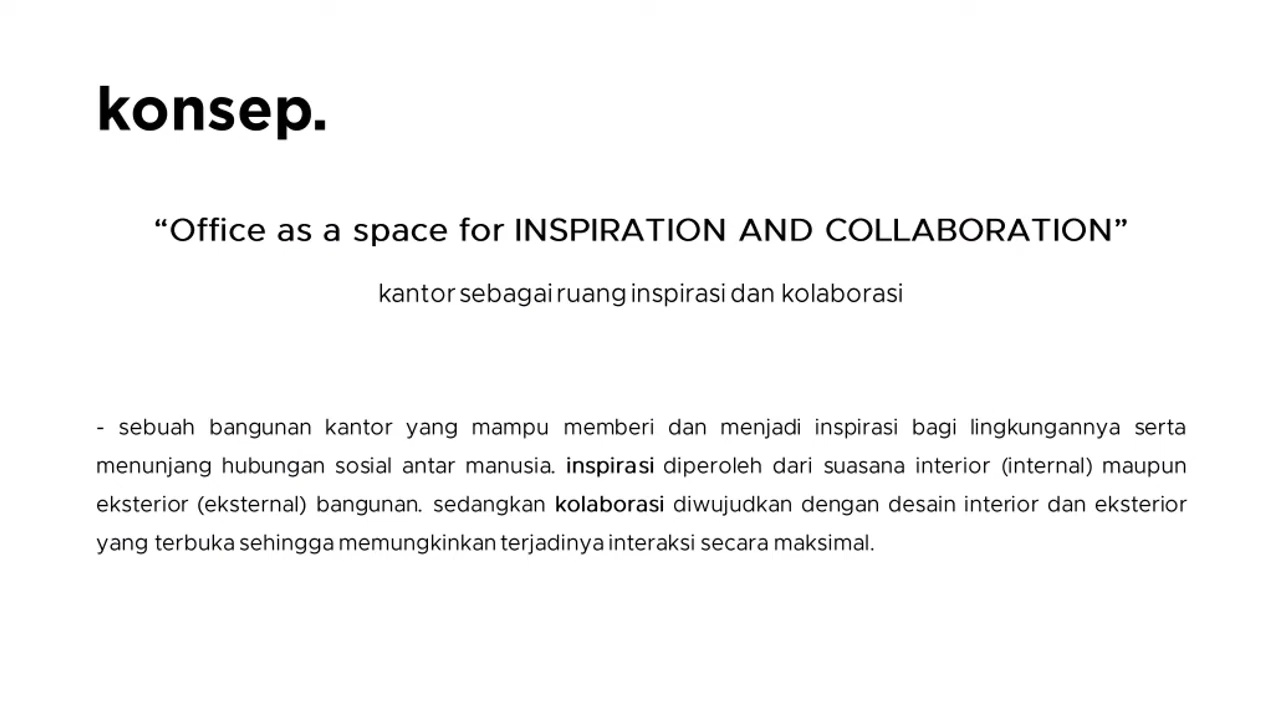 konsep.
“Office as a space for INSPIRATION AND COLLABORATION”
kantor sebagai ruang inspirasi dan kolaborasi
- sebuah bangunan kantor yang mampu memberi dan menjadi inspirasi bagi lingkungannya serta
menunjang hubungan sosial antar manusia. inspirasi diperoleh dari suasana interior (internal) maupun
eksterior (eksternal) bangunan. sedangkan kolaborasi diwujudkan dengan desain interior dan eksterior
yang terbuka sehingga memungkinkan terjadinya interaksi secara maksimal.